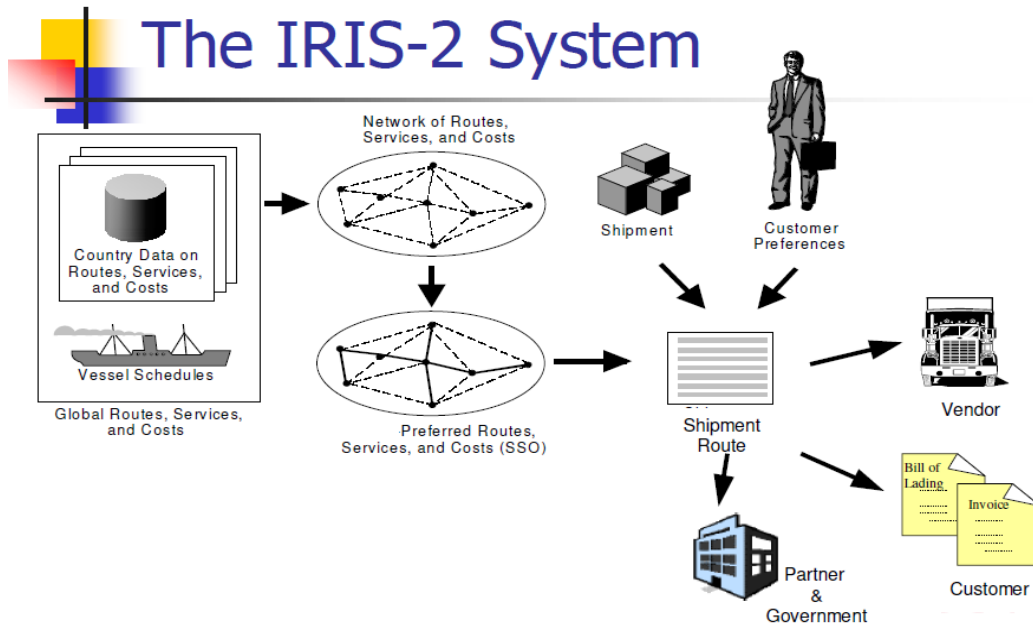 The IRIS-2 System
Network of Routes,
Services, and Costs
Country Data on
Routes, Services,
and Costs
Vessel Schedules
Global Routes, Services,
and Costs
Preferred Routes,
Services, and Costs (SSO)
Shipment
Customer
Preferences
Shipment
Route
Vendor
Bill of
Lading
Invoice
Customer
Partner
&
Government